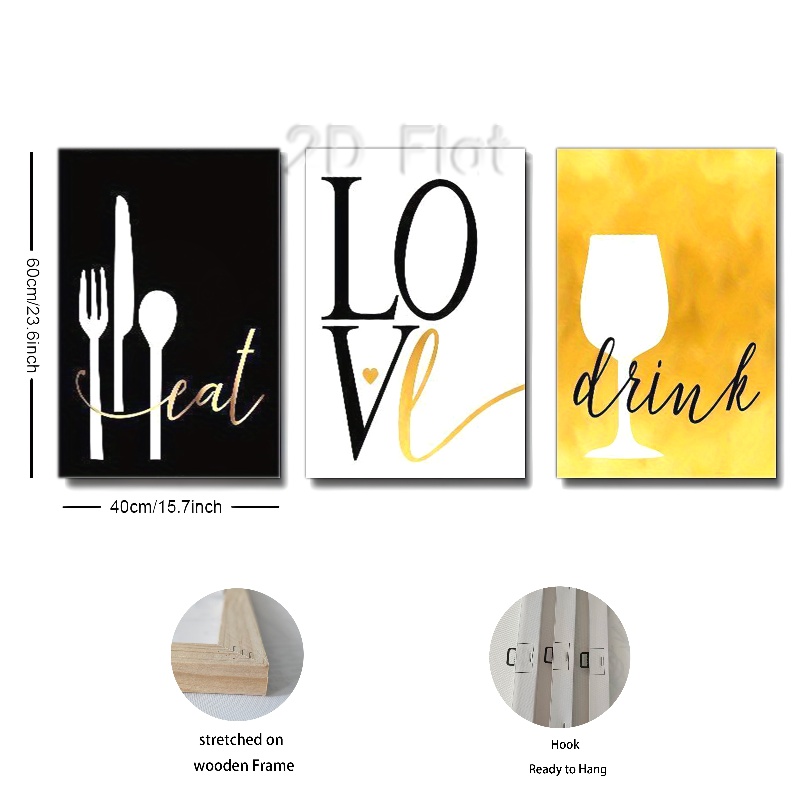 2D Flat
eat
LO
Ve
drink
60cm/23.6inch
40cm/15.7inch
stretched on
wooden Frame
Hook
Ready to Hang